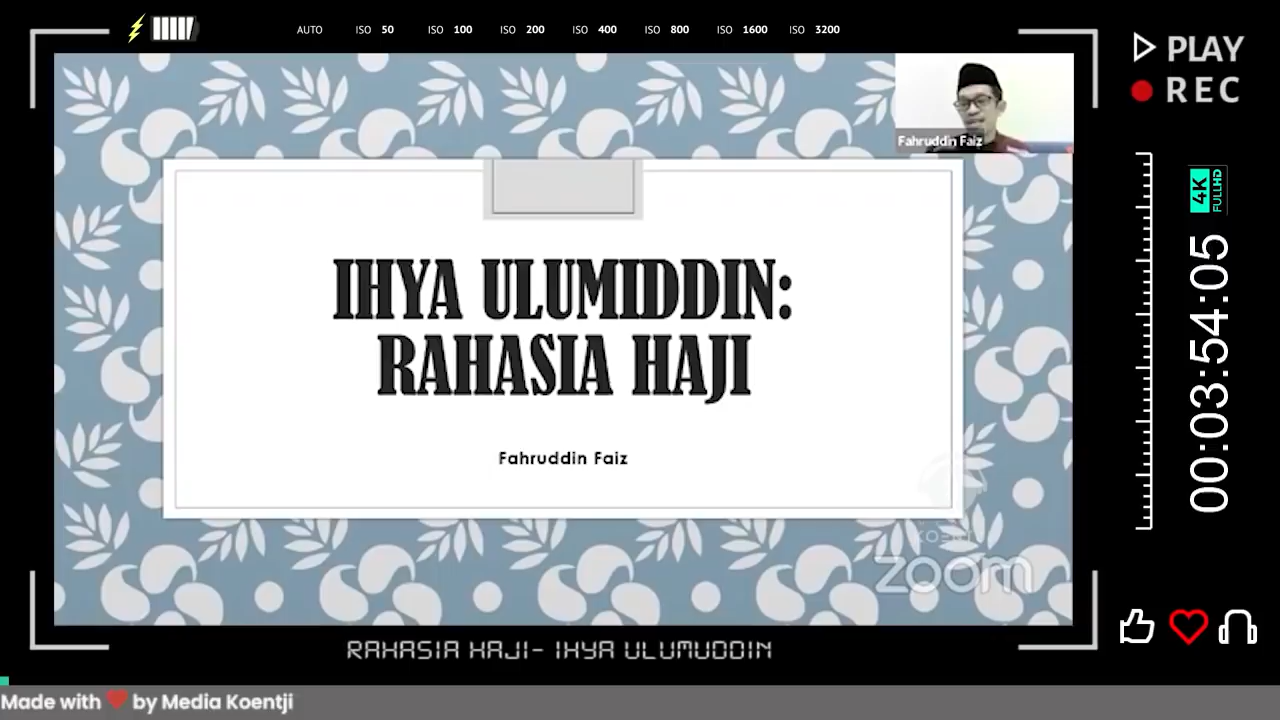 AUTO ISO 50 ISO 100 ISO 200 ISO 400 ISO 800 ISO 1600 ISO 3200
PLAY
REC
Fahruddin Faiz
4K
FULLHD
00:03:54:05
IHYA ULUMIDDIN:
RAHASIA HAJI
Fahruddin Faiz
KOENT
zoom
RAHASIA HAJI- IHYA ULUMUDDIN
Made with ❤ by Media Koentji